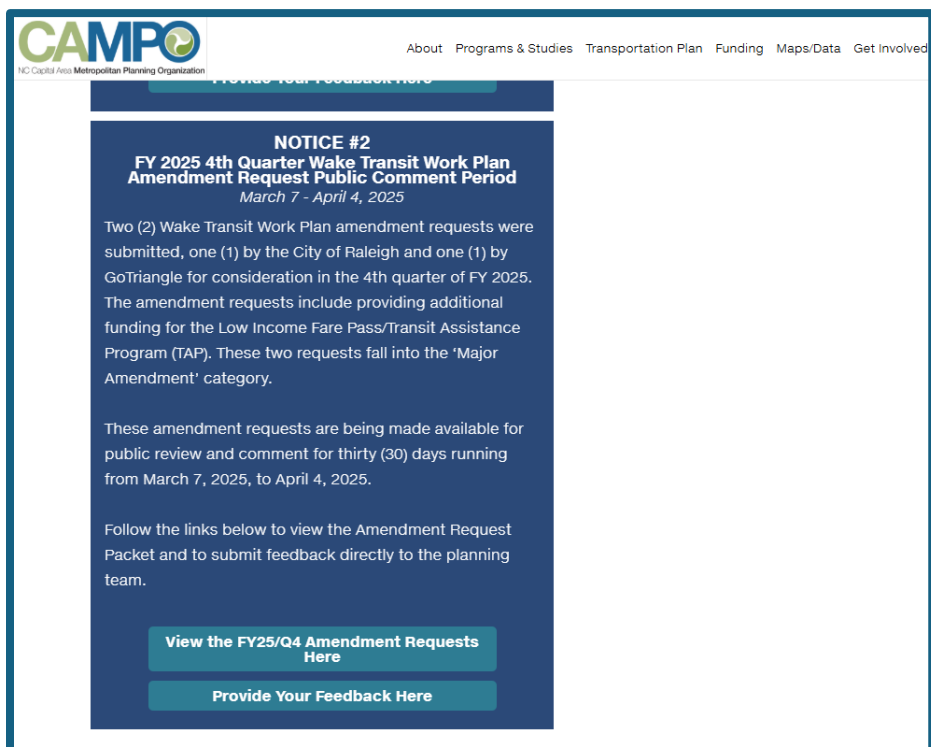 CAMPO
NC Capital Area Metropolitan Planning Organization
About Programs & Studies Transportation Plan Funding Maps/Data Get Involved
Provide Your Feedback Here
NOTICE #2
FY 2025 4th Quarter Wake Transit Work Plan
Amendment Request Public Comment Period
March 7 - April 4, 2025
Two (2) Wake Transit Work Plan amendment requests were
submitted, one (1) by the City of Raleigh and one (1) by
GoTriangle for consideration in the 4th quarter of FY 2025.
The amendment requests include providing additional
funding for the Low Income Fare Pass/Transit Assistance
Program (TAP). These two requests fall into the ‘Major
Amendment’ category.
These amendment requests are being made available for
public review and comment for thirty (30) days running
from March 7, 2025, to April 4, 2025.
Follow the links below to view the Amendment Request
Packet and to submit feedback directly to the planning
team.
View the FY25/Q4 Amendment Requests
Here
Provide Your Feedback Here